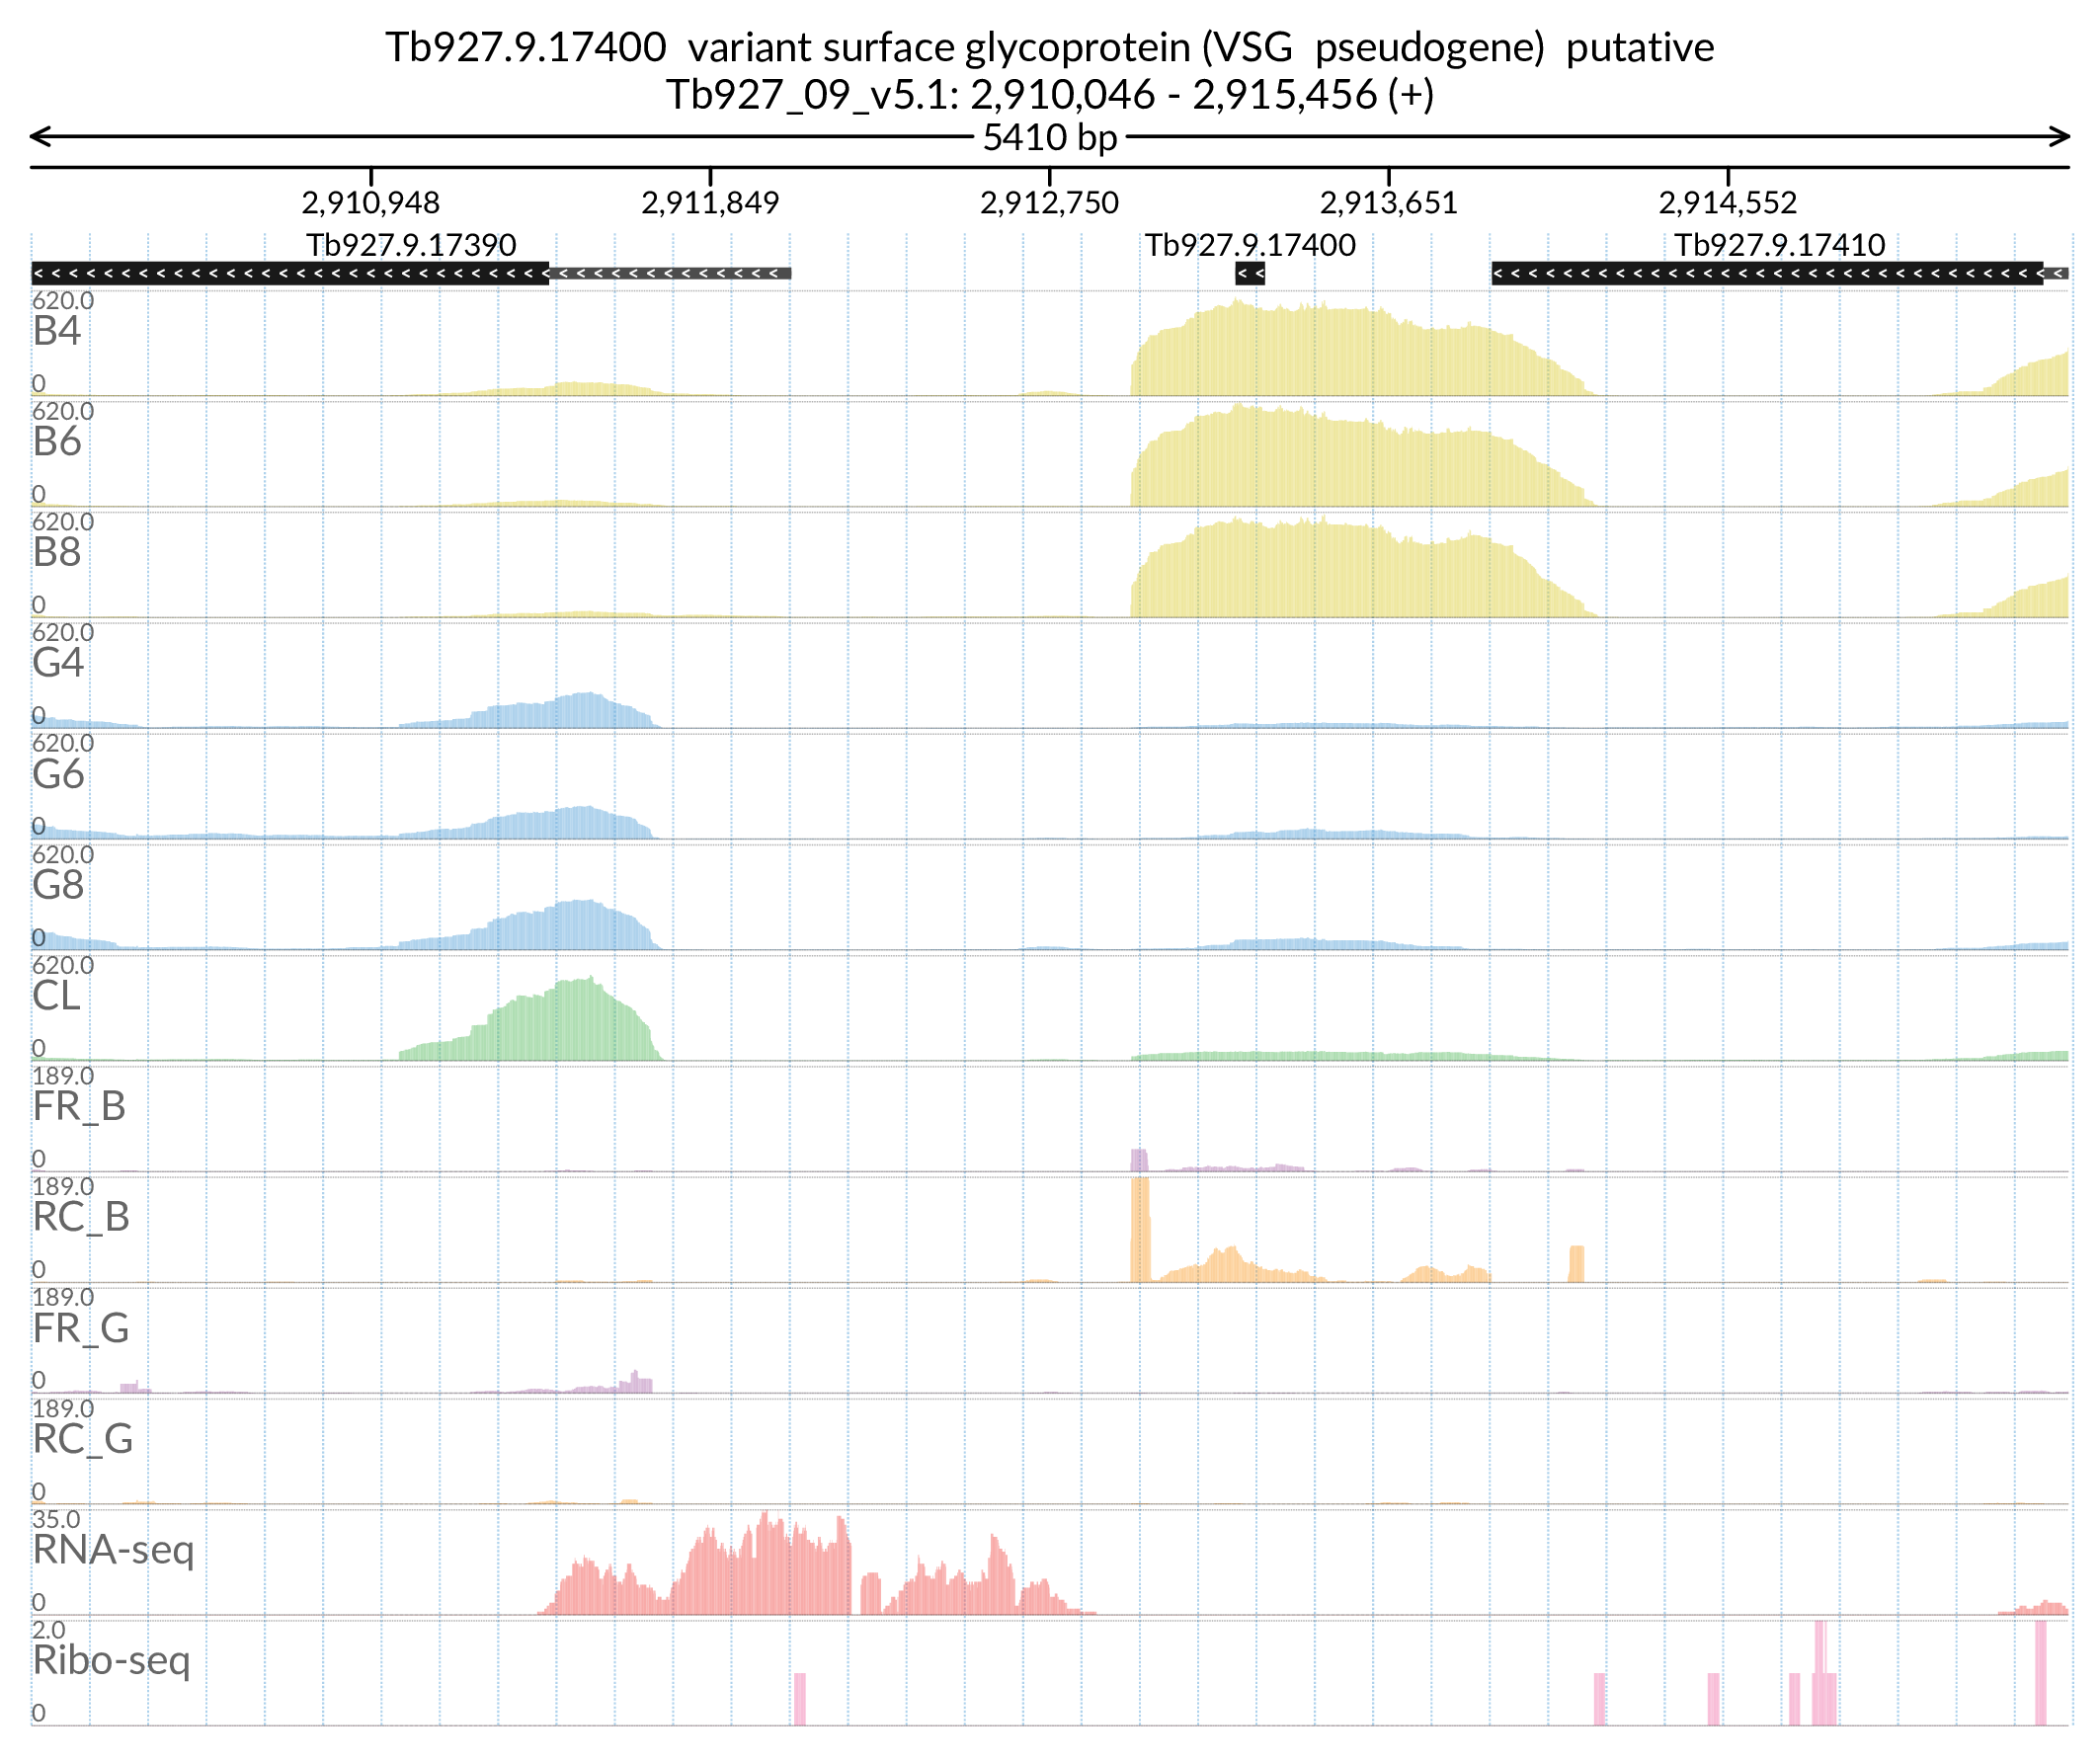 Tb927.9.17400  variant surface glycoprotein (VSG  pseudogene)  putative
Tb927_09_v5.1: 2,910,046 - 2,915,456 (+)
5410 bp
2,910,948 2,911,849 2,912,750 2,913,651 2,914,552
Tb927.9.17390 Tb927.9.17400 Tb927.9.17410
620.0
B4
0
620.0
B6
0
620.0
B8
0
620.0
G4
0
620.0
G6
0
620.0
G8
0
620.0
CL
0
189.0
FR_B
0
189.0
RC_B
0
189.0
FR_G
0
189.0
RC_G
0
35.0
RNA-seq
0
2.0
Ribo-seq
0